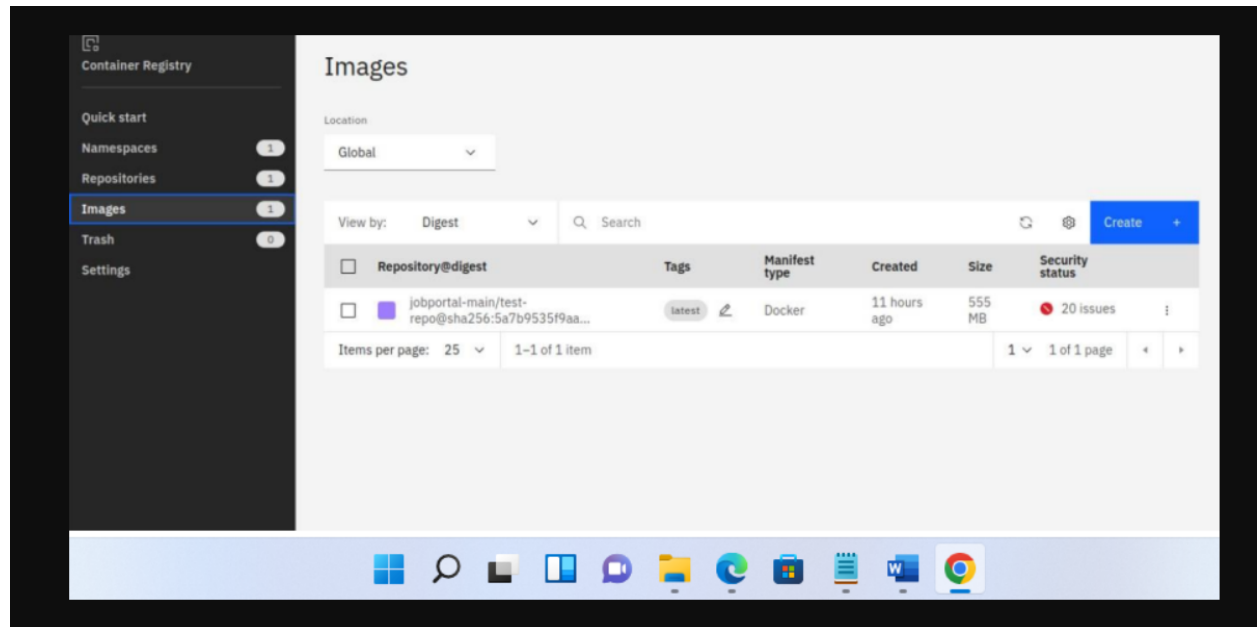 Container Registry
Quick start
Namespaces 1
Repositories 1
Images 1
Trash 0
Settings
Images
Location
Global
View by: Digest Search Create +
Repository@digest Tags Manifest type Created Size Security status
jobportal-main/test-
repo@sha256:5a7b9535f9aa... latest Docker 11 hours ago 555 MB 20 issues
Items per page: 25 1–1 of 1 item 1 1 of 1 page
W